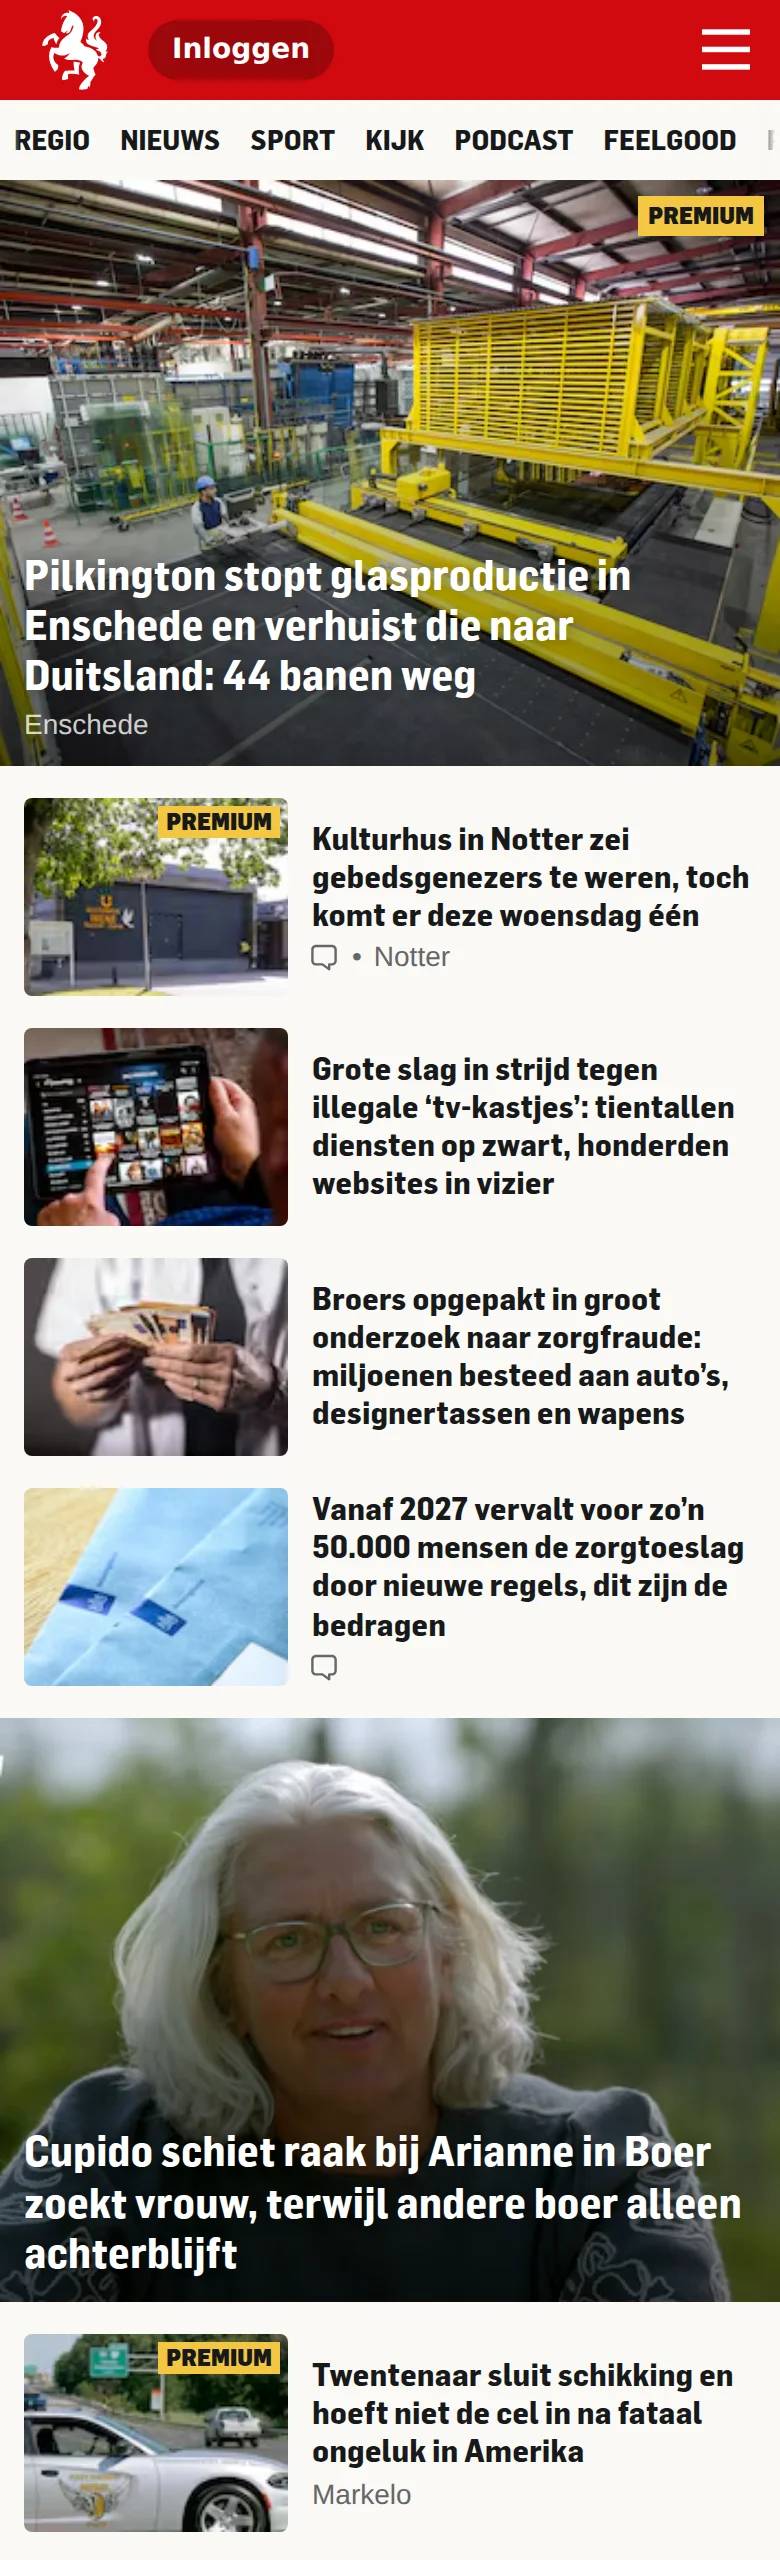 Inloggen
REGIO NIEUWS SPORT KIJK PODCAST FEELGOOD
PREMIUM
Pilkington stopt glasproductie in
Enschede en verhuist die naar
Duitsland: 44 banen weg
Enschede
PREMIUM
Kulturhus in Notter zei
gebedsgenezers te weren, toch
komt er deze woensdag één
• Notter
Grote slag in strijd tegen
illegale ‘tv-kastjes’: tientallen
diensten op zwart, honderden
websites in vizier
Broers opgepakt in groot
onderzoek naar zorgfraude:
miljoenen besteed aan auto’s,
designertassen en wapens
Vanaf 2027 vervalt voor zo’n
50.000 mensen de zorgtoeslag
door nieuwe regels, dit zijn de
bedragen
Cupido schiet raak bij Arianne in Boer
zoekt vrouw, terwijl andere boer alleen
achterblijft
PREMIUM
Twentenaar sluit schikking en
hoeft niet de cel in na fataal
ongeluk in Amerika
Markelo